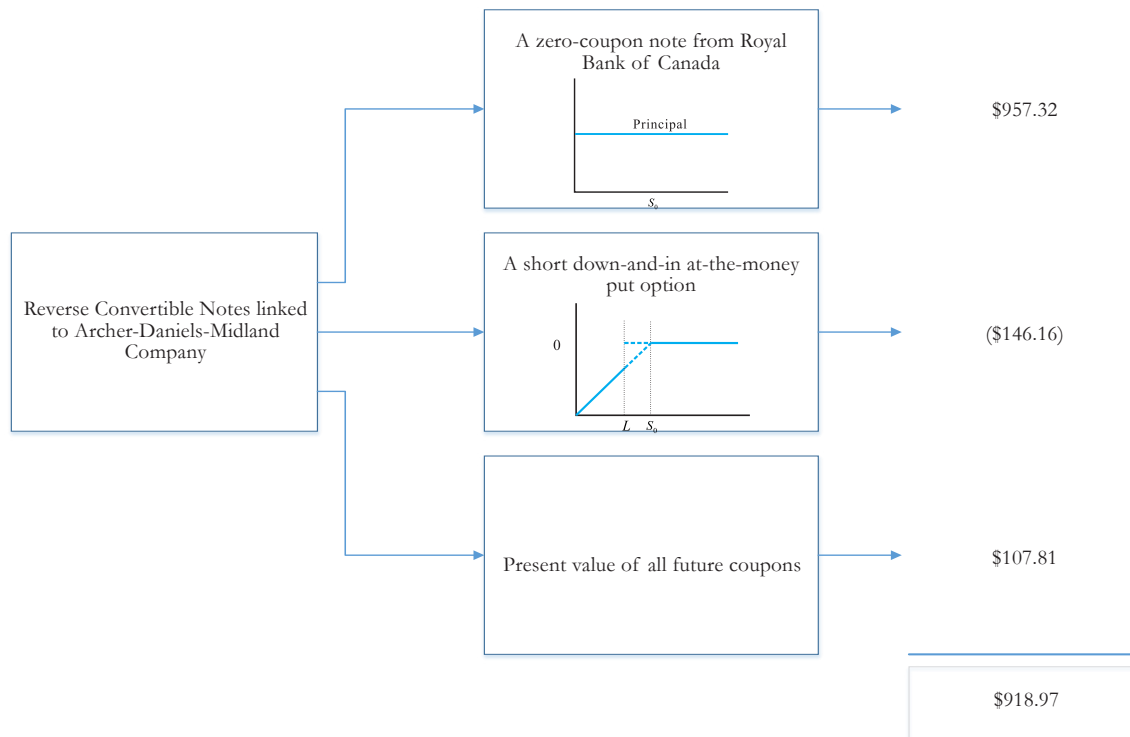 A zero-coupon note from Royal
Bank of Canada
Principal
S₀
$957.32
Reverse Convertible Notes linked
to Archer-Daniels-Midland
Company
A short down-and-in at-the-money
put option
0
L
S₀
($146.16)
Present value of all future coupons
$107.81
$918.97